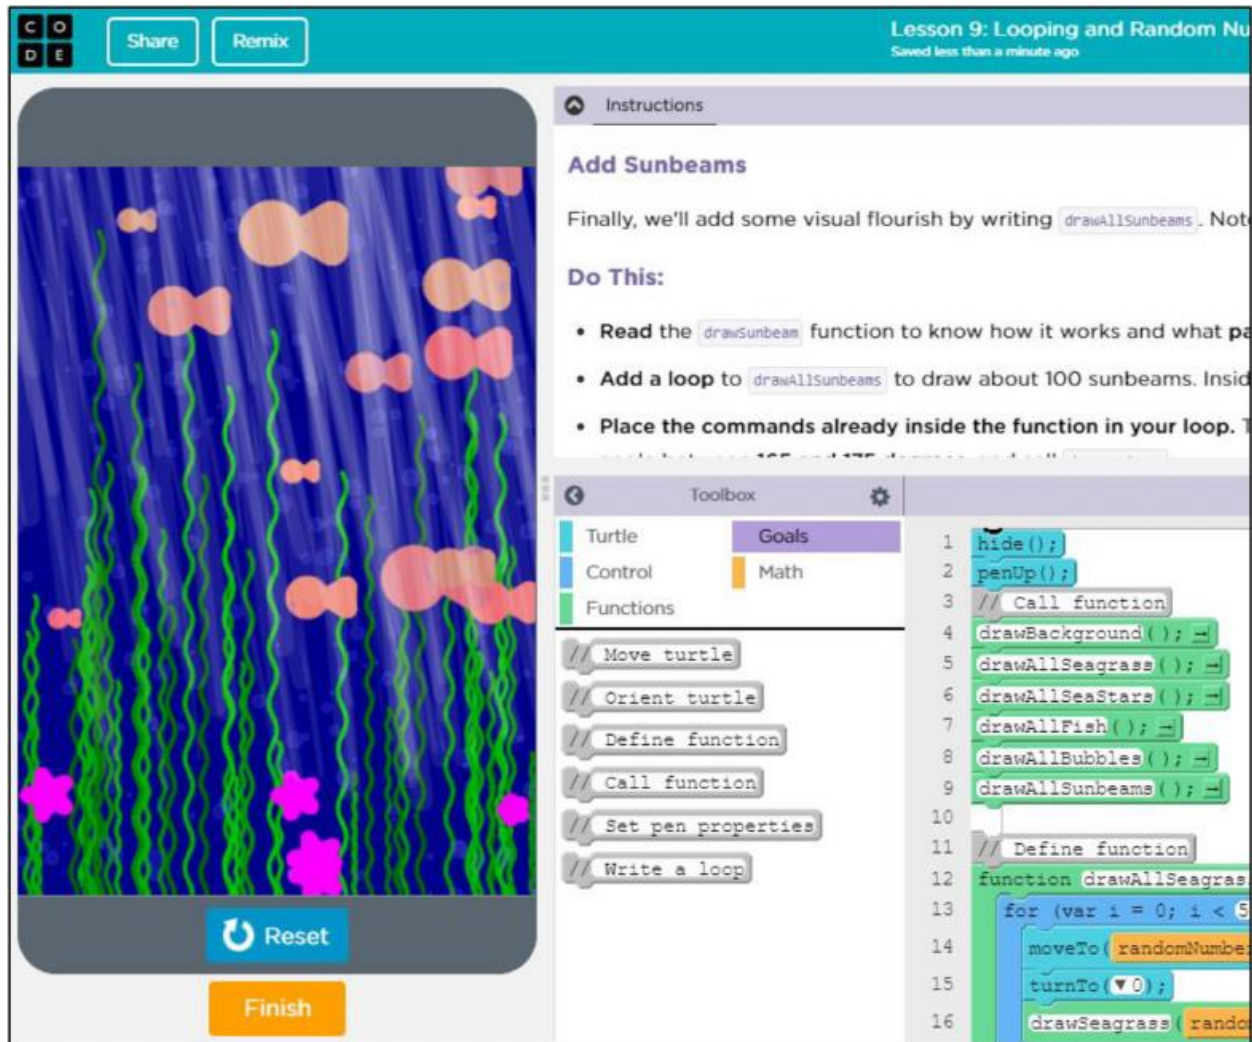 C O
D E
Share
Remix
Lesson 9: Looping and Random Nu
Saved less than a minute ago
Instructions
Add Sunbeams
Finally, we'll add some visual flourish by writing drawAllSunbeams . Note
Do This:
• Read the drawSunbeam function to know how it works and what pa
• Add a loop to drawAllSunbeams to draw about 100 sunbeams. Insid
• Place the commands already inside the function in your loop. T
Reset
Finish
Toolbox
Turtle
Goals
Control
Math
Functions
// Move turtle
// Orient turtle
// Define function
// Call function
// Set pen properties
// Write a loop
1 hide();
2 penUp();
3 // Call function
4 drawBackground();
5 drawAllSeagrass();
6 drawAllSeaStars();
7 drawAllFish();
8 drawAllBubbles();
9 drawAllSunbeams();
10
11 // Define function
12 function drawAllSeagras
13 for (var i = 0; i < 5
14 moveTo(randomNumber
15 turnTo(▼0);
16 drawSeagrass(rando